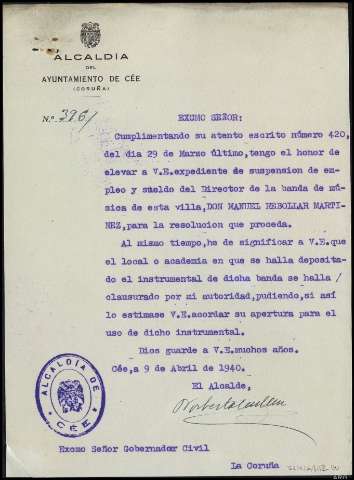 ALCALDIA
DEL
AYUNTAMIENTO DE CÉE
(CORUÑA)
N.º 396/
EXCMO SEÑOR:
Cumplimentando su atento escrito número 420,
del dia 29 de Marzo último,tengo el honor de
elevar a V.E.expediente de suspension de em-
pleo y sueldo del Director de la banda de mú-
sica de esta villa,DON MANUEL REBOLLAR MARTI-
NEZ,para la resolucion que proceda.
Al mismo tiempo,he de significar a V.E.que
el local o academia en que se halla deposita-
do el instrumental de dicha banda se halla /
clausurado por mi autoridad,pudiendo,si asi
lo estimase V.E.acordar su apertura para el
uso de dicho instrumental.
Dios guarde a V.E.muchos años.
Cée,a 9 de Abril de 1940.
El Alcalde,
ALCALDÍA DE
CÉE
Excmo Señor Gobernador Civil
La Coruña